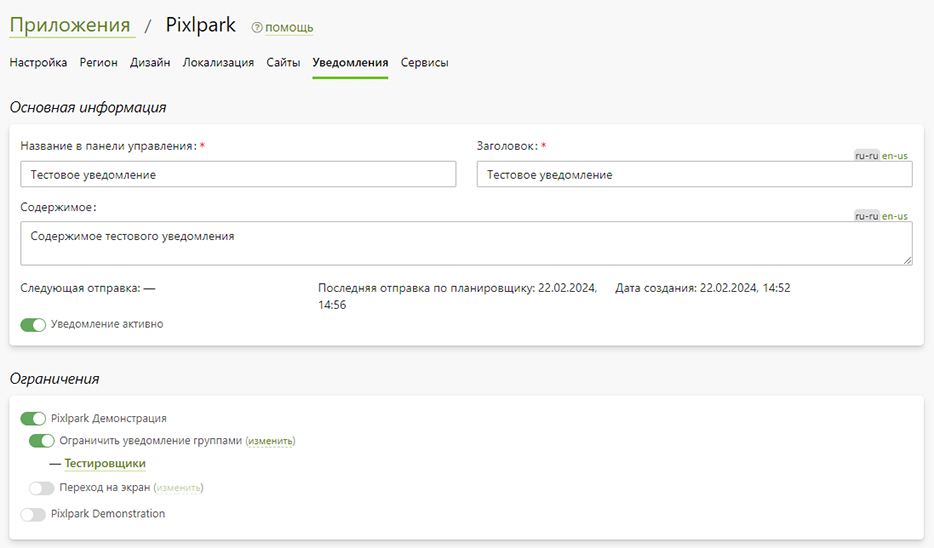 Приложения / Pixlpark ? помощь
Настройка Регион Дизайн Локализация Сайты Уведомления Сервисы
Основная информация
Название в панели управления: * Заголовок: *
ru-ru en-us
Тестовое уведомление Тестовое уведомление
Содержимое:
ru-ru en-us
Содержимое тестового уведомления
Следующая отправка: — Последняя отправка по планировщику: 22.02.2024, Дата создания: 22.02.2024, 14:52
14:56
Уведомление активно
Ограничения
Pixlpark Демонстрация
Ограничить уведомление группами (изменить)
— Тестировщики
Переход на экран (изменить)
Pixlpark Demonstration